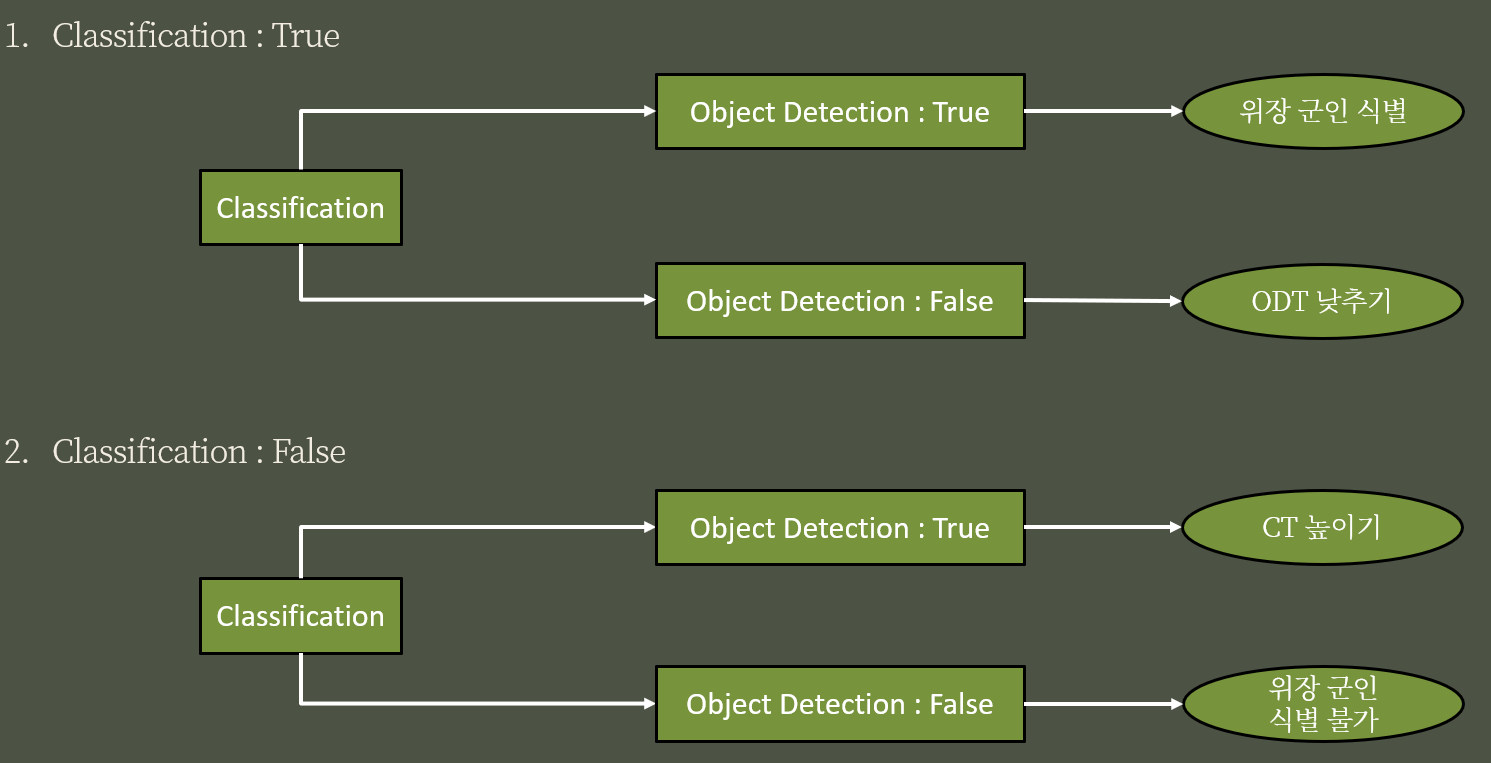 1. Classification : True
Object Detection : True
위장 군인 식별
Classification
Object Detection : False
ODT 낮추기
2. Classification : False
Object Detection : True
CT 높이기
Classification
Object Detection : False
위장 군인
식별 불가